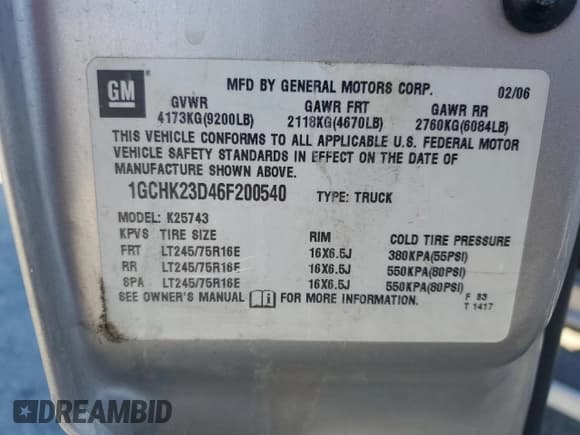 GM
MFD BY GENERAL MOTORS CORP. 02/06
GVWR GAWR FRT GAWR RR
4173KG(9200LB) 2118KG(4670LB) 2760KG(6084LB)
THIS VEHICLE CONFORMS TO ALL APPLICABLE U.S. FEDERAL MOTOR
VEHICLE SAFETY STANDARDS IN EFFECT ON THE DATE OF
MANUFACTURE SHOWN ABOVE.
1GCHK23D46F200540 TYPE: TRUCK
MODEL: K25743
KPVS TIRE SIZE RIM COLD TIRE PRESSURE
FRT LT245/75R16E 16X6.5J 380KPA(55PSI)
RR LT245/75R16E 16X6.5J 550KPA(80PSI)
SPA LT245/75R16E 16X6.5J 550KPA(80PSI)
SEE OWNER'S MANUAL FOR MORE INFORMATION.
F 33
T 1417
DREAMBID